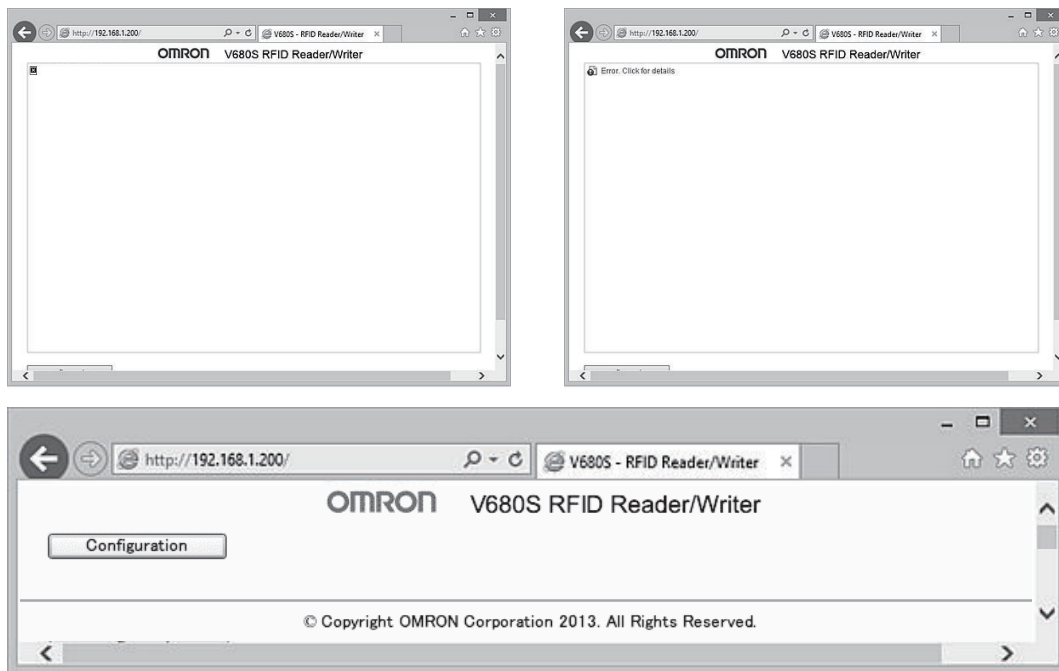 http://192.168.1.200/
V680S - RFID Reader/Writer
OMRON V680S RFID Reader/Writer
http://192.168.1.200/
V680S - RFID Reader/Writer
OMRON V680S RFID Reader/Writer
Error. Click for details
http://192.168.1.200/
V680S - RFID Reader/Writer
OMRON V680S RFID Reader/Writer
Configuration
© Copyright OMRON Corporation 2013. All Rights Reserved.